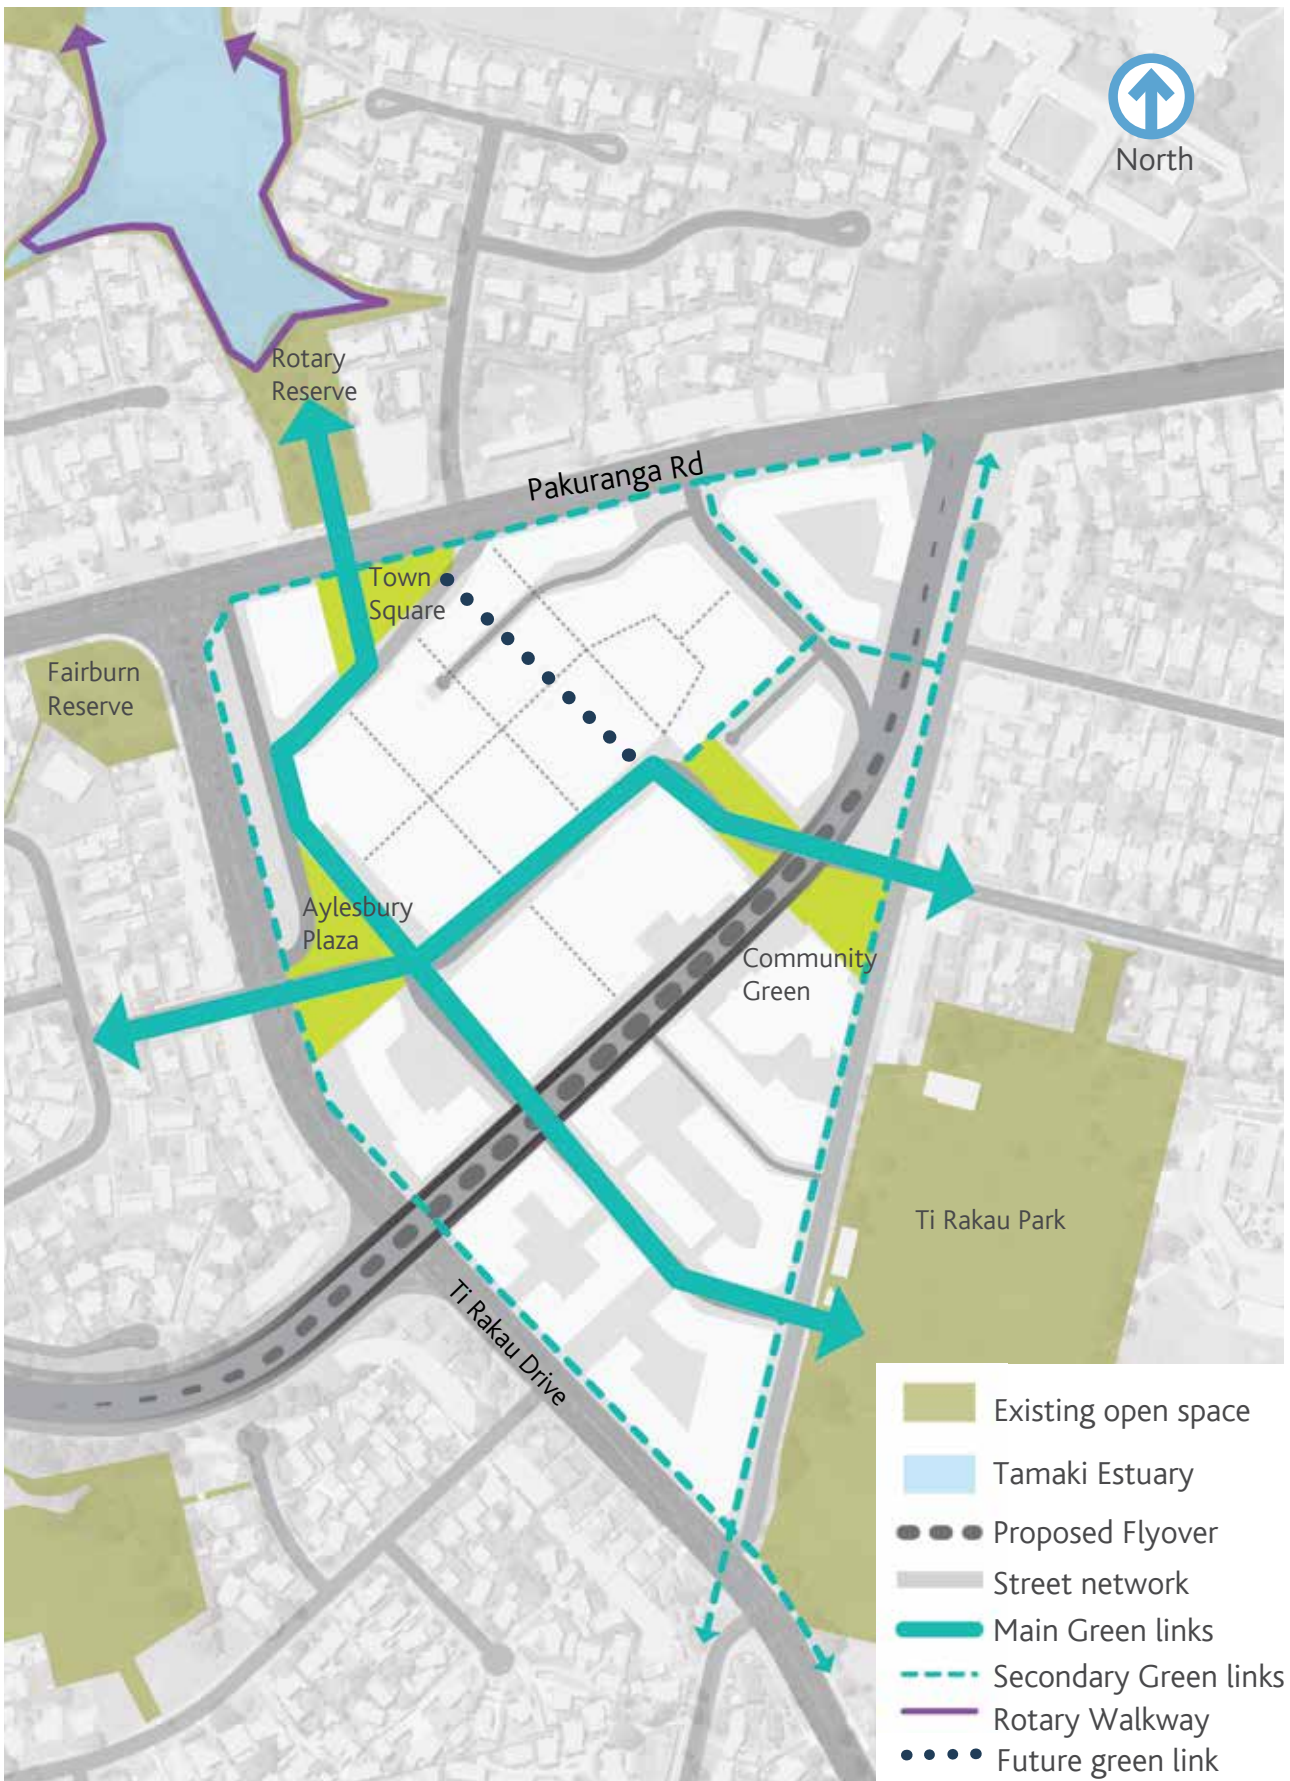 North
Rotary
Reserve
Pakuranga Rd
Town
Square
Fairburn
Reserve
Aylesbury
Plaza
Community
Green
Ti Rakau Park
Ti Rakau Drive
Existing open space
Tamaki Estuary
Proposed Flyover
Street network
Main Green links
Secondary Green links
Rotary Walkway
Future green link